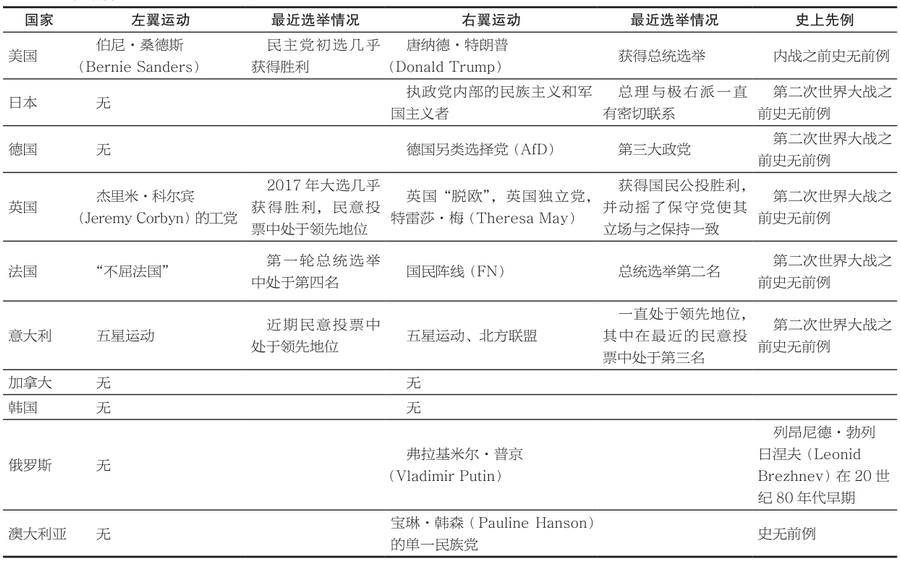 国家 左翼运动 最近选举情况 右翼运动 最近选举情况 史上先例
美国
伯尼·桑德斯
（Bernie Sanders）
民主党初选几乎
获得胜利
唐纳德·特朗普
（Donald Trump）
获得总统选举
内战之前史无前例
日本
无
执政党内部的民族主义和军
国主义者
总理与极右派一直
有密切联系
第二次世界大战之
前史无前例
德国
无
德国另类选择党（AfD）
第三大政党
第二次世界大战之
前史无前例
英国
杰里米·科尔宾
（Jeremy Corbyn）的工党
2017年大选几乎
获得胜利，民意投
票中处于领先地位
英国“脱欧”，英国独立党，
特雷莎·梅（Theresa May）
获得国民公投胜利，
并动摇了保守党使其
立场与之保持一致
第二次世界大战之
前史无前例
法国
“不屈法国”
第一轮总统选举
中处于第四名
国民阵线（FN）
总统选举第二名
第二次世界大战之
前史无前例
意大利
五星运动
近期民意投票中
处于领先地位
五星运动、北方联盟
一直处于领先地位，
其中在最近的民意投
票中处于第三名
第二次世界大战之
前史无前例
加拿大 无 无
韩国 无 无
俄罗斯
无
弗拉基米尔·普京
（Vladimir Putin）
列昂尼德·勃列
日涅夫（Leonid
Brezhnev）在20世
纪80年代早期
澳大利亚
无
宝琳·韩森（Pauline Hanson）
的单一民族党
史无前例